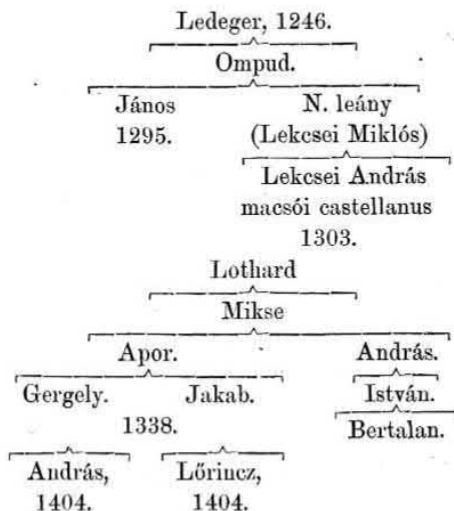 Ledeger, 1246.
Ompud.
János N. leány
1295. (Lekcsei Miklós)
Lekcsei András
macsói castellanus
1303.
Lothard
Mikse
Apor. András.
Gergely. Jakab. István.
1338. Bertalan.
András, Lőrincz,
1404. 1404.